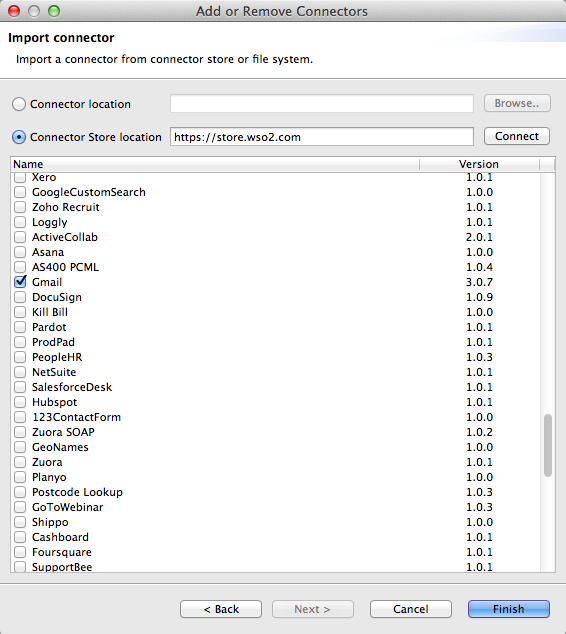 Add or Remove Connectors
Import connector
Import a connector from connector store or file system.
Connector location
Browse..
Connector Store location https://store.wso2.com Connect
Name Version
Xero 1.0.1
GoogleCustomSearch 1.0.0
Zoho Recruit 1.0.1
Loggly 1.0.1
ActiveCollab 2.0.1
Asana 1.0.0
AS400 PCML 1.0.4
Gmail 3.0.7
DocuSign 1.0.9
Kill Bill 1.0.0
Pardot 1.0.1
ProdPad 1.0.1
PeopleHR 1.0.3
NetSuite 1.0.1
SalesforceDesk 1.0.1
Hubspot 1.0.1
123ContactForm 1.0.0
Zuora SOAP 1.0.2
GeoNames 1.0.0
Zuora 1.0.1
Planyo 1.0.0
Postcode Lookup 1.0.3
GoToWebinar 1.0.3
Shippo 1.0.0
Cashboard 1.0.1
Foursquare 1.0.1
SupportBee 1.0.1
< Back Next > Cancel Finish